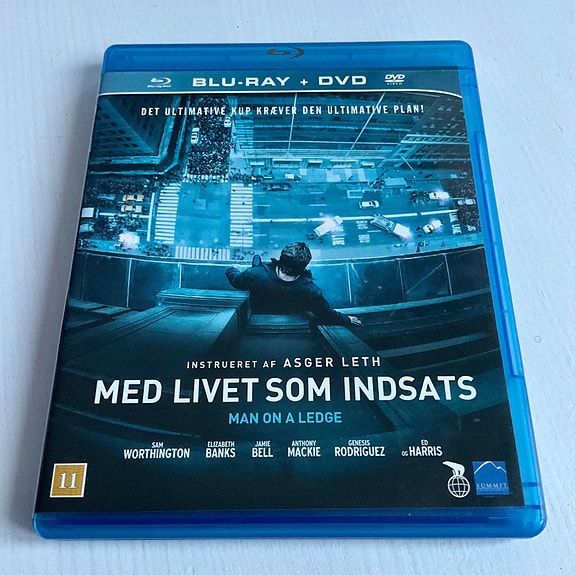 BLU-RAY + DVD
DVD
DET ULTIMATIVE KUP KRÆVER DEN ULTIMATIVE PLAN!
INSTRUERET AF ASGER LETH
MED LIVET SOM INDSATS
MAN ON A LEDGE
SAM WORTHINGTON ELIZABETH BANKS JAMIE BELL ANTHONY MACKIE GENESIS RODRIGUEZ OG ED HARRIS
11
SUMMIT